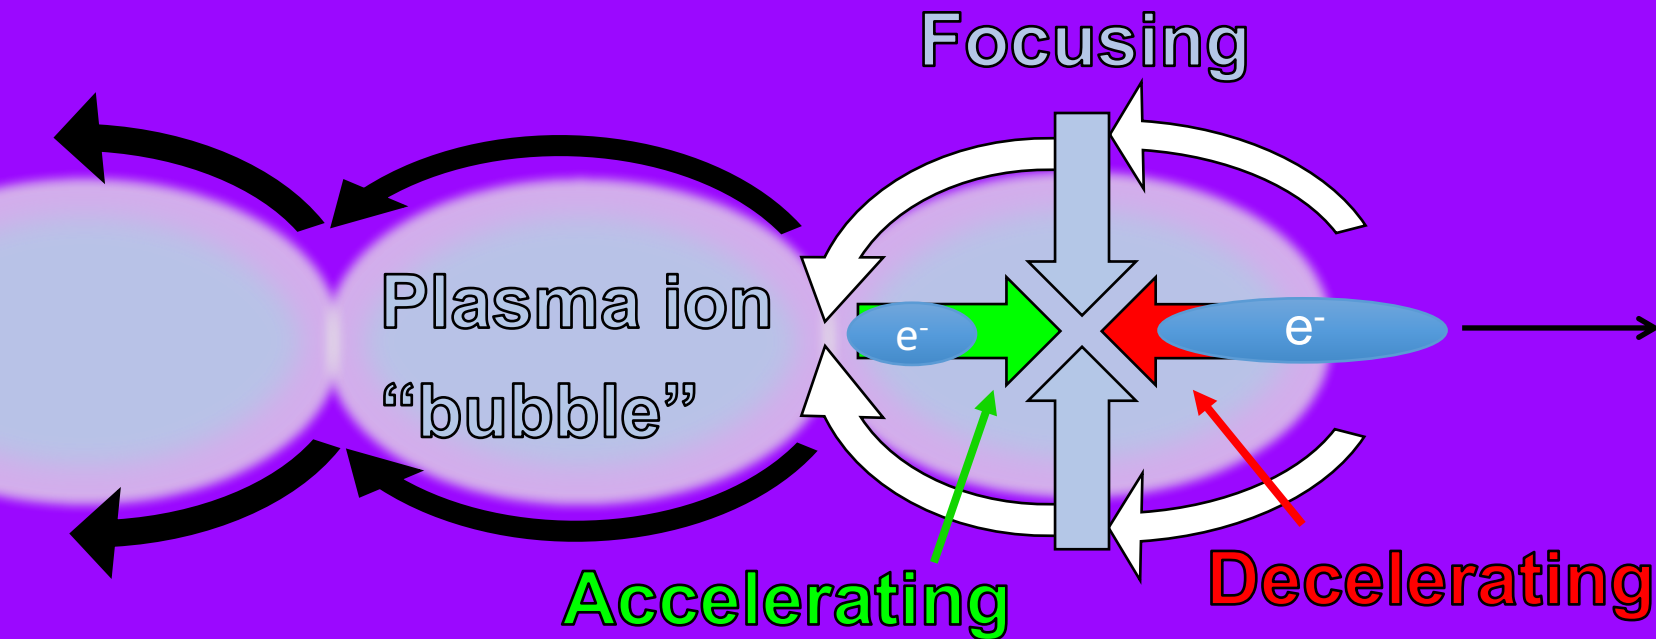 Focusing
Plasma ion
“bubble”
e-
e-
Accelerating
Decelerating